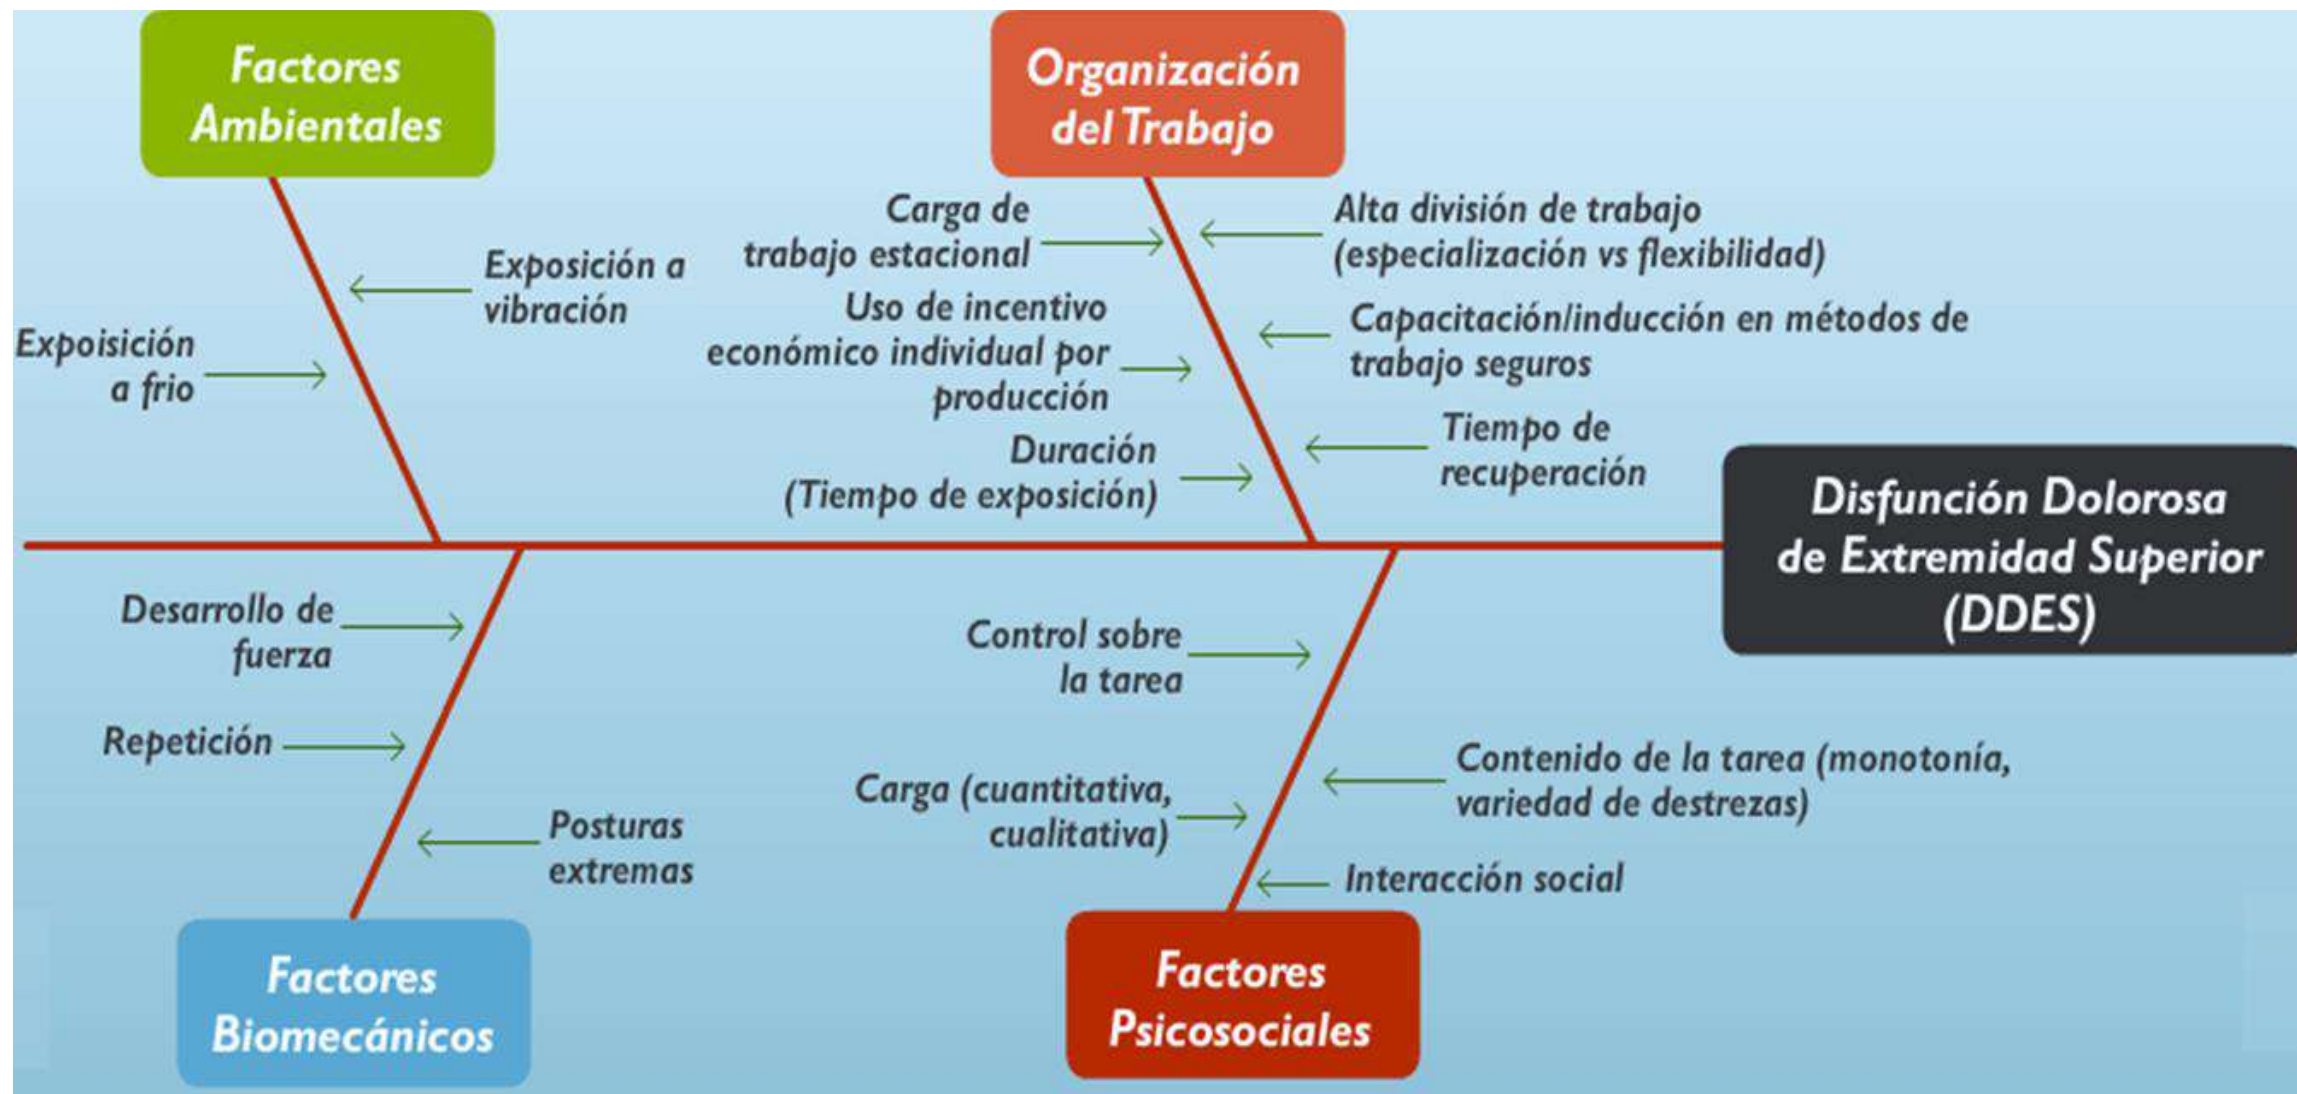 Factores
Ambientales
Organización
del Trabajo
Carga de
trabajo estacional
Alta división de trabajo
(especialización vs flexibilidad)
Exposición a
vibración
Uso de incentivo
económico individual por
producción
Capacitación/inducción en métodos de
trabajo seguros
Expoisición
a frio
Tiempo de
recuperación
Duración
(Tiempo de exposición)
Disfunción Dolorosa
de Extremidad Superior
(DDES)
Desarrollo de
fuerza
Control sobre
la tarea
Repetición
Contenido de la tarea (monotonía,
variedad de destrezas)
Carga (cuantitativa,
cualitativa)
Posturas
extremas
Interacción social
Factores
Biomecánicos
Factores
Psicosociales